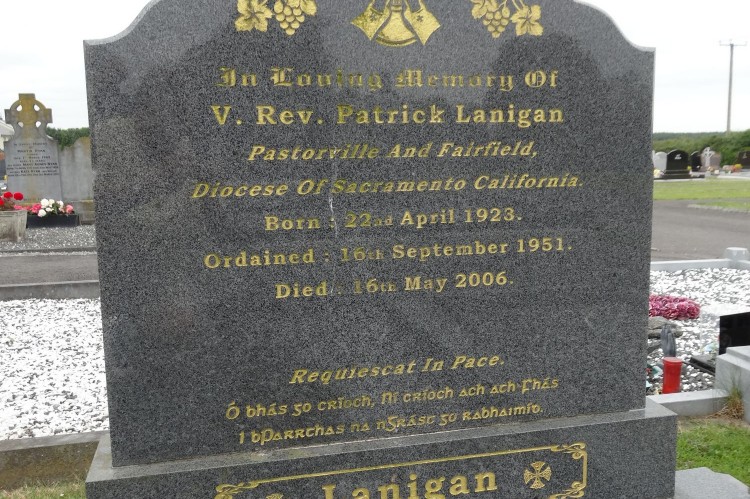 In Loving Memory Of
V. Rev. Patrick Lanigan
Pastorville And Fairfield,
Diocese Of Sacramento California.
Born : 22nd April 1923.
Ordained : 16th September 1951.
Died : 16th May 2006.
Requiescat In Pace.
Ó bhás go críoch, Ní críoch ach ach fhás
I bParrthas na nGrást go rabhaimid.
Lanigan